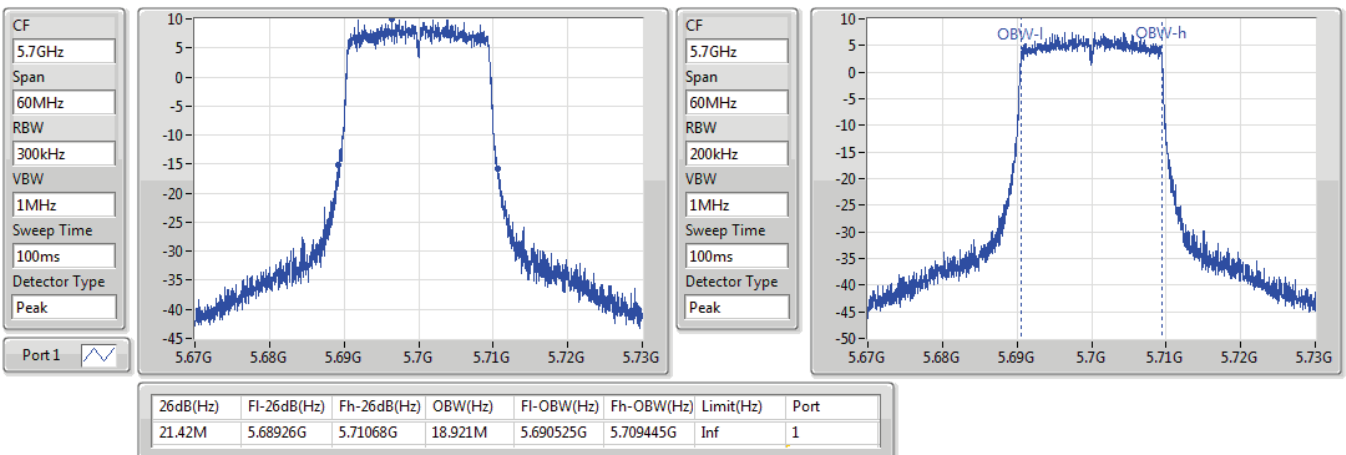 CF
5.7GHz
Span
60MHz
RBW
300kHz
VBW
1MHz
Sweep Time
100ms
Detector Type
Peak
Port 1
10
5
0
-5
-10
-15
-20
-25
-30
-35
-40
-45
5.67G 5.68G 5.69G 5.7G 5.71G 5.72G 5.73G
CF
5.7GHz
Span
60MHz
RBW
200kHz
VBW
1MHz
Sweep Time
100ms
Detector Type
Peak
OBW-l OBW-h
10
5
0
-5
-10
-15
-20
-25
-30
-35
-40
-45
-50
5.67G 5.68G 5.69G 5.7G 5.71G 5.72G 5.73G
26dB(Hz) Fl-26dB(Hz) Fh-26dB(Hz) OBW(Hz) Fl-OBW(Hz) Fh-OBW(Hz) Limit(Hz) Port
21.42M 5.68926G 5.71068G 18.921M 5.690525G 5.709445G Inf 1